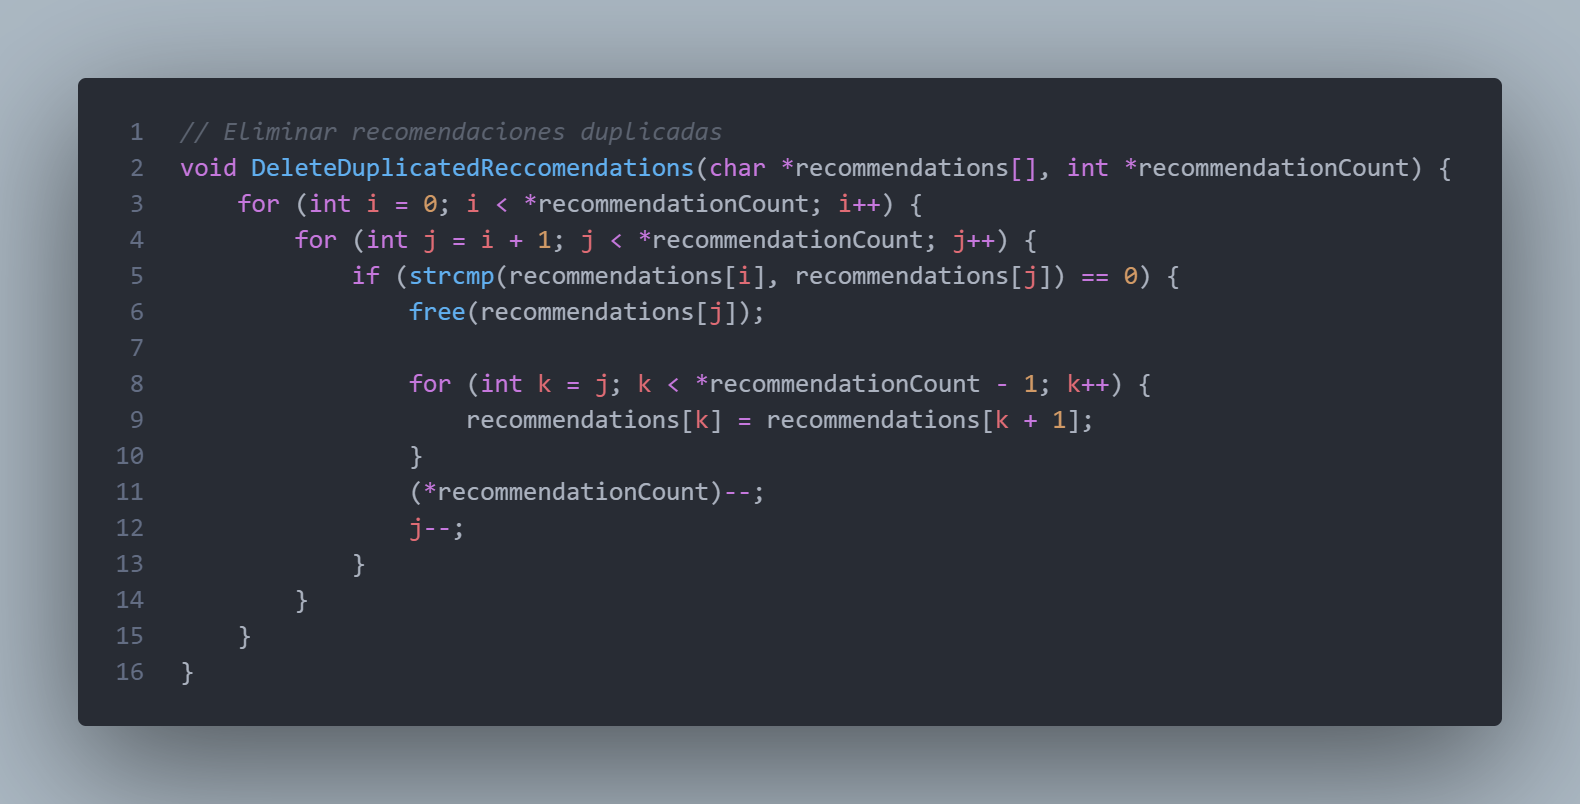 1 // Eliminar recomendaciones duplicadas
2 void DeleteDuplicatedReccomendations(char *recommendations[], int *recommendationCount) {
3     for (int i = 0; i < *recommendationCount; i++) {
4         for (int j = i + 1; j < *recommendationCount; j++) {
5             if (strcmp(recommendations[i], recommendations[j]) == 0) {
6                 free(recommendations[j]);
7
8                 for (int k = j; k < *recommendationCount - 1; k++) {
9                     recommendations[k] = recommendations[k + 1];
10                 }
11                 (*recommendationCount)--;
12                 j--;
13             }
14         }
15     }
16 }